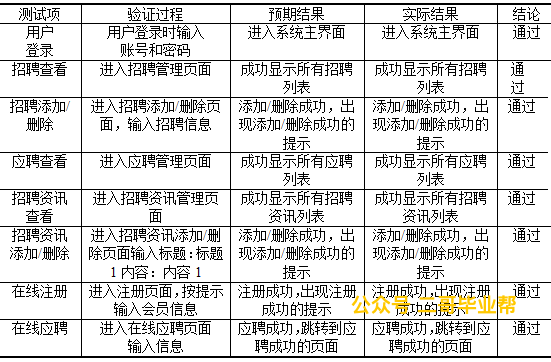 测试项 验证过程 预期结果 实际结果 结论
用户登录 用户登录时输入账号和密码 进入系统主界面 进入系统主界面 通过
招聘查看 进入招聘管理页面 成功显示所有招聘列表 成功显示所有招聘列表 通过
招聘添加/删除 进入招聘添加/删除页面，输入招聘信息 添加/删除成功，出现添加/删除成功的提示 添加/删除成功，出现添加/删除成功的提示 通过
应聘查看 进入应聘管理页面 成功显示所有应聘列表 成功显示所有应聘列表 通过
招聘资讯查看 进入招聘资讯管理页面 成功显示所有招聘资讯列表 成功显示所有招聘资讯列表 通过
招聘资讯添加/删除 进入招聘资讯添加/删除页面输入标题:标题1 内容: 内容 1 添加/删除成功，出现添加/删除成功的提示 添加/删除成功，出现添加/删除成功的提示 通过
在线注册 进入注册页面,按提示输入会员信息 注册成功,出现注册成功的提示 注册成功,出现注册成功的提示 通过
在线应聘 进入在线应聘页面输入信息 应聘成功,跳转到应聘成功的页面 应聘成功,跳转到应聘成功的页面 通过
公众号 二哥毕业帮